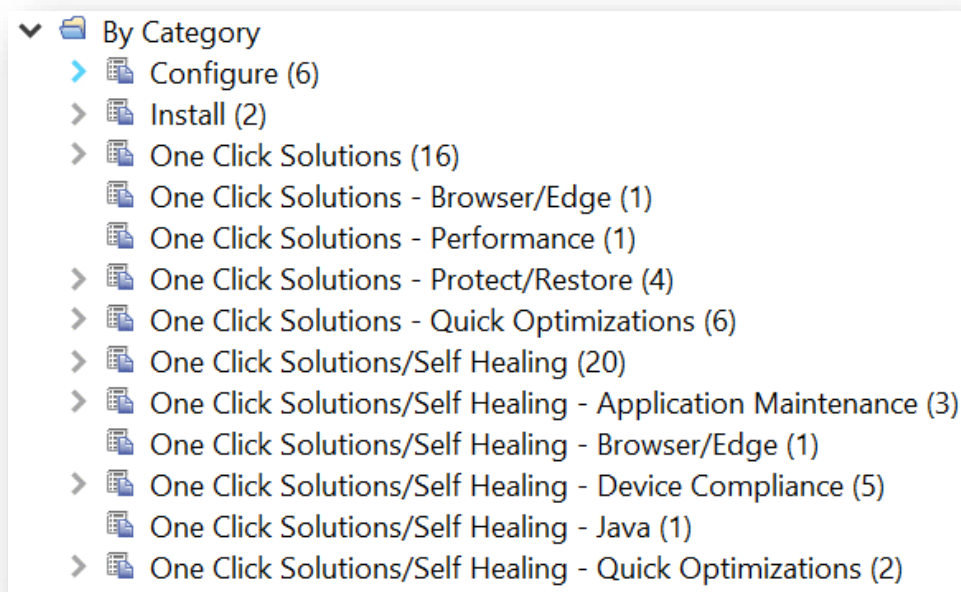 By Category
Configure (6)
Install (2)
One Click Solutions (16)
One Click Solutions - Browser/Edge (1)
One Click Solutions - Performance (1)
One Click Solutions - Protect/Restore (4)
One Click Solutions - Quick Optimizations (6)
One Click Solutions/Self Healing (20)
One Click Solutions/Self Healing - Application Maintenance (3)
One Click Solutions/Self Healing - Browser/Edge (1)
One Click Solutions/Self Healing - Device Compliance (5)
One Click Solutions/Self Healing - Java (1)
One Click Solutions/Self Healing - Quick Optimizations (2)